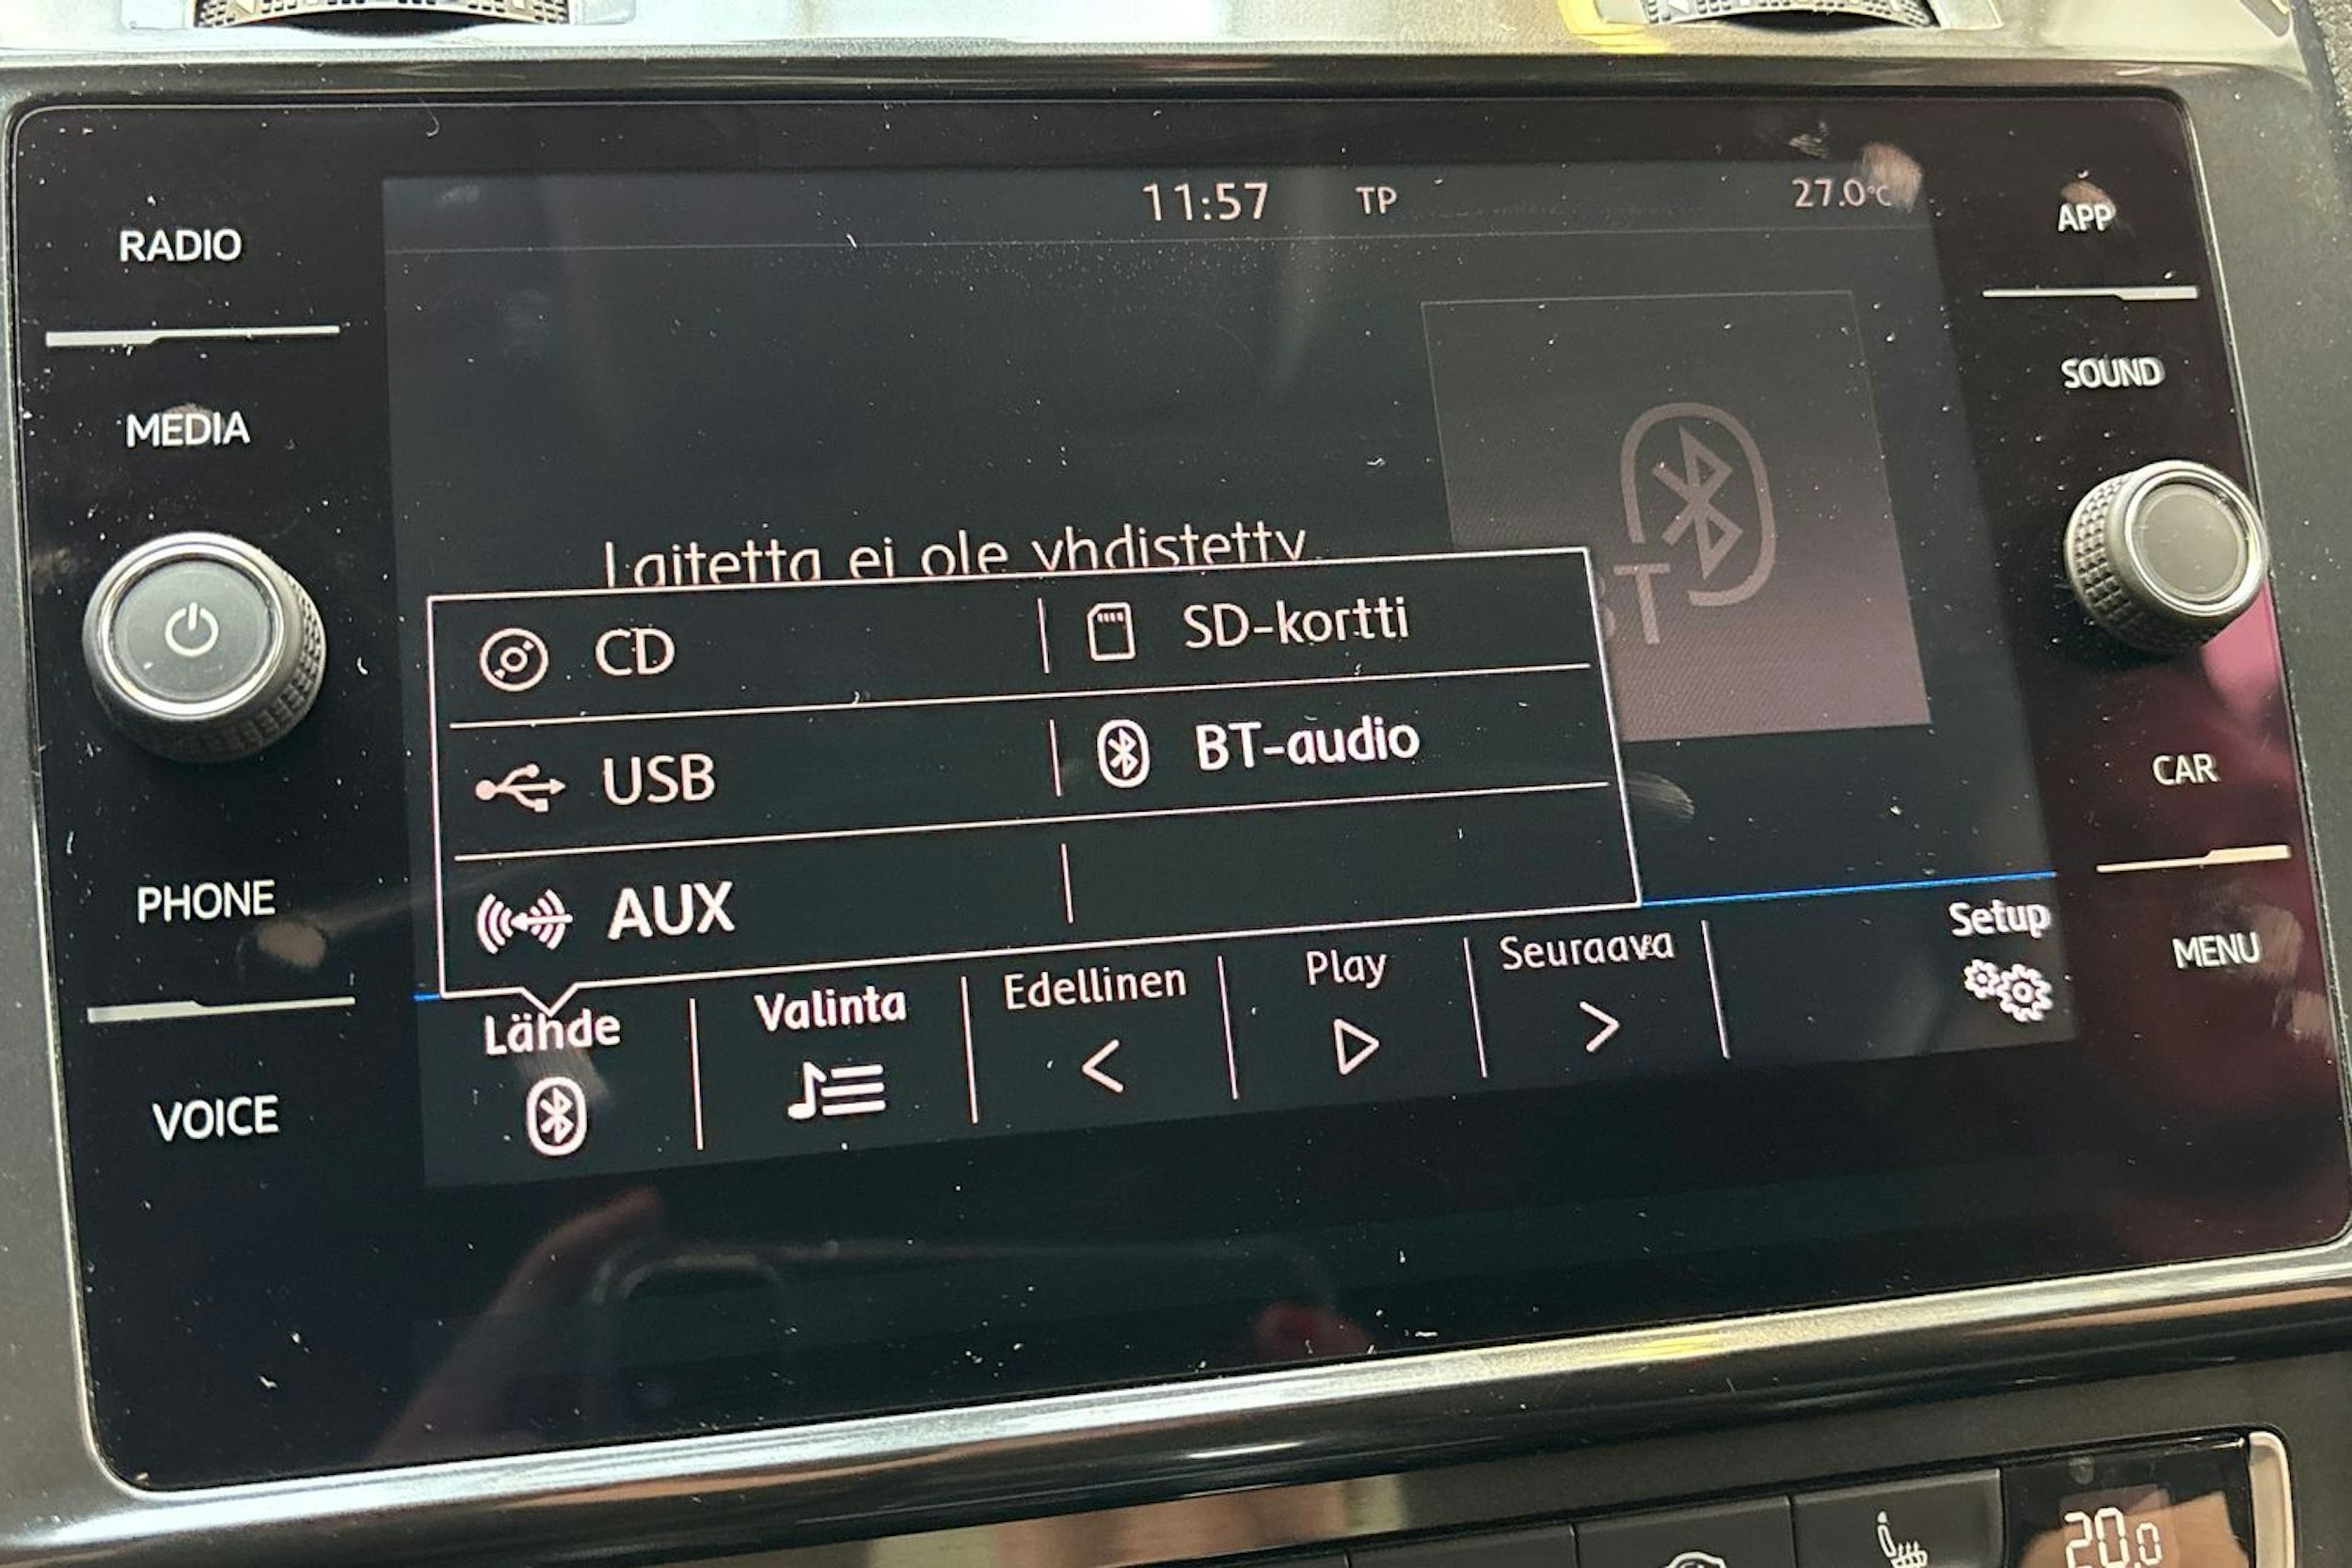 11:57 TP 27.0°C
RADIO
MEDIA
PHONE
VOICE
Laitetta ei ole yhdistetty.
BT
CD
SD-kortti
USB
BT-audio
AUX
Lähde
Valinta
Edellinen
Play
Seuraava
Setup
APP
SOUND
CAR
MENU
20.0